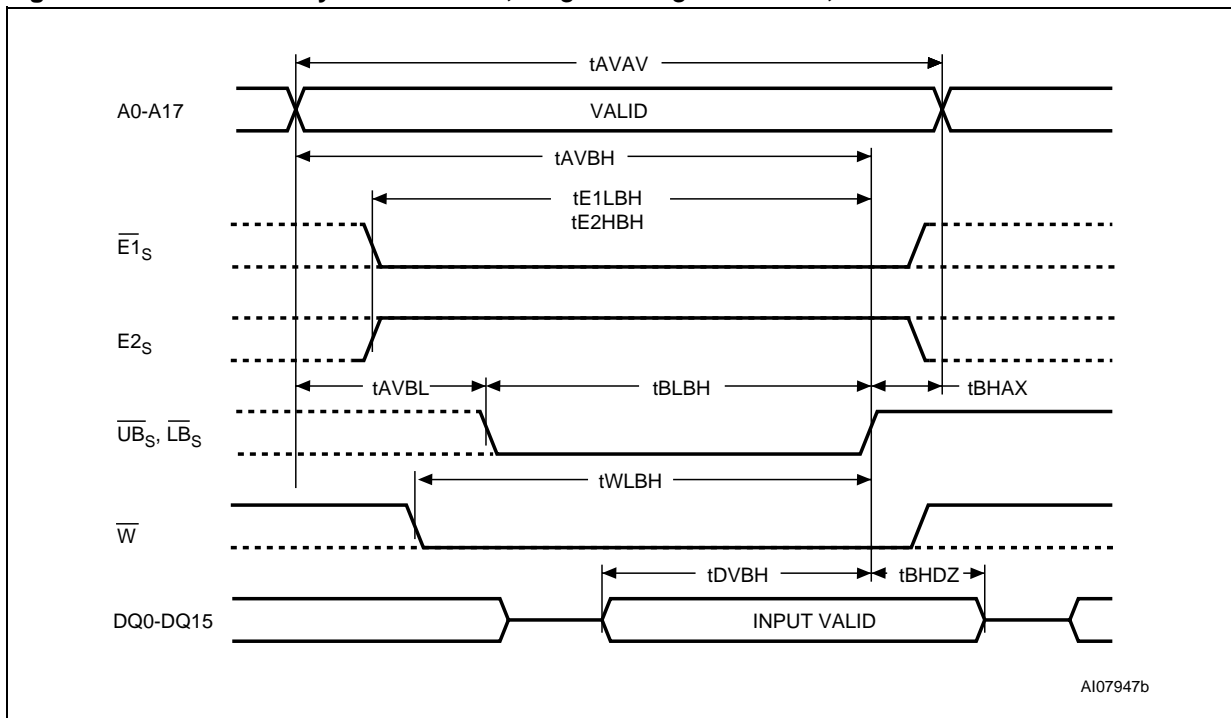 tAVAV
A0-A17
VALID
tAVBH
tE1LBH
tE2HBH
E1S
E2S
tAVBL
tBLBH
tBHAX
UBS, LBS
tWLBH
W
tDVBH
tBHDZ
DQ0-DQ15
INPUT VALID
AI07947b